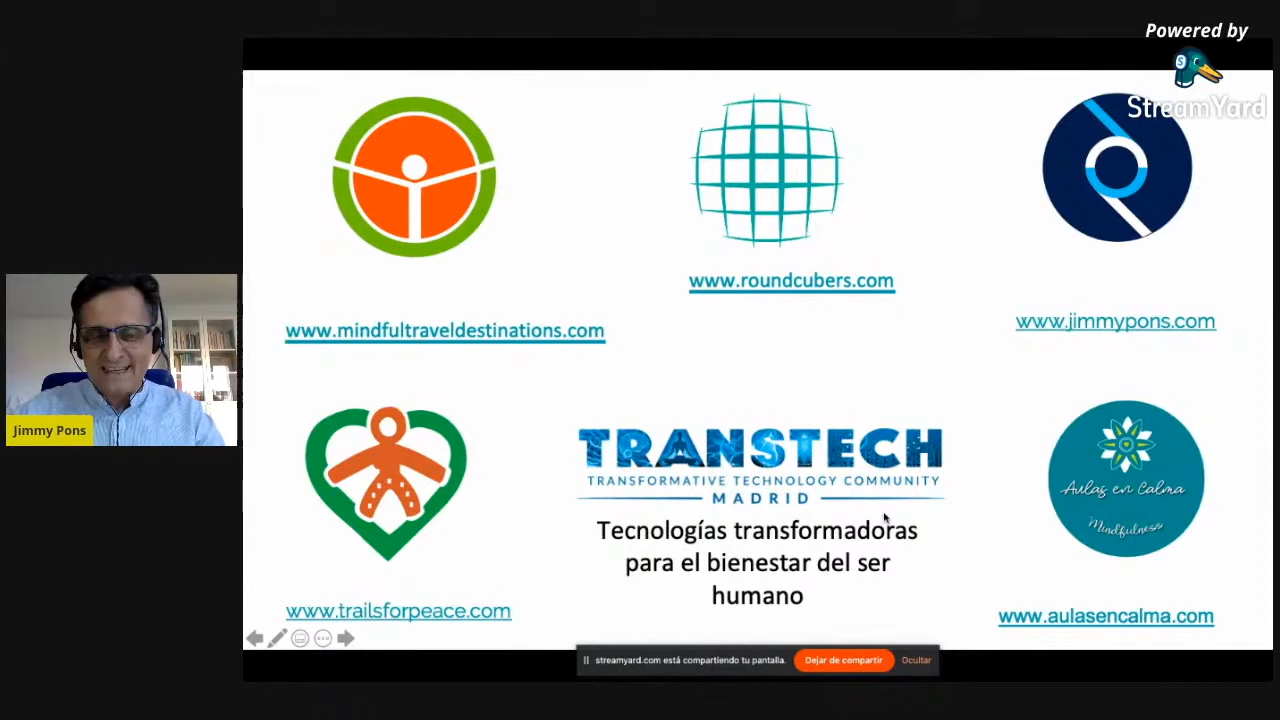 Powered by
StreamYard
www.roundcubers.com
www.mindfultraveldestinations.com
www.jimmypons.com
Jimmy Pons
TRANSTECH
TRANSFORMATIVE TECHNOLOGY COMMUNITY
MADRID
Tecnologías transformadoras
para el bienestar del ser
humano
Aulas en Calma
Mindfulness
www.trailsforpeace.com
www.aulasencalma.com
streamyard.com está compartiendo tu pantalla.
Dejar de compartir
Ocultar